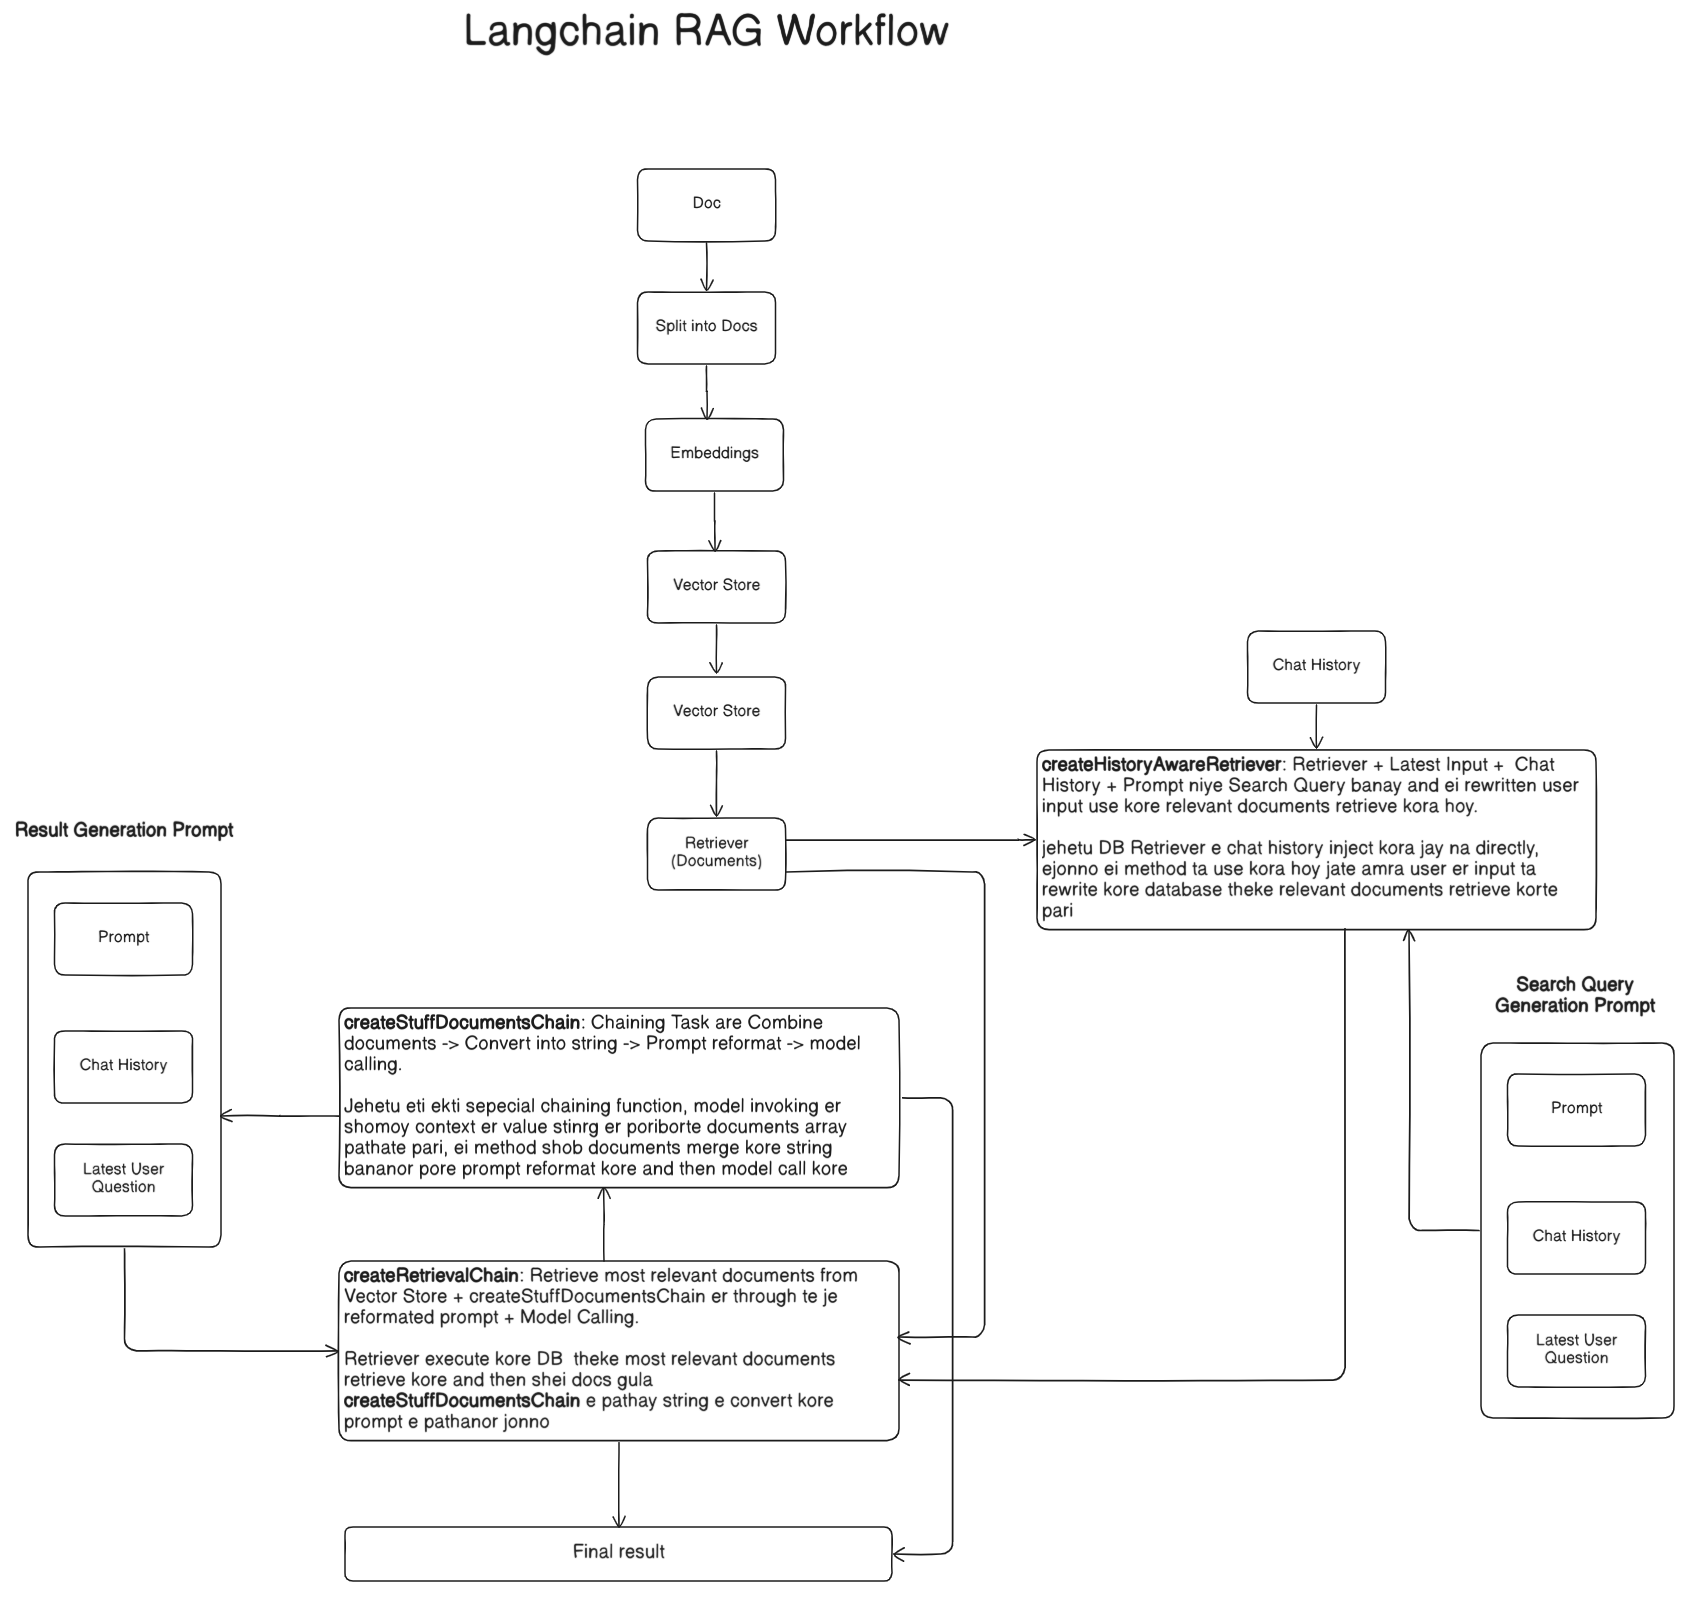 Langchain RAG Workflow
Doc
Split into Docs
Embeddings
Vector Store
Vector Store
Retriever
(Documents)
Chat History
createHistoryAwareRetriever: Retriever + Latest Input +  Chat
History + Prompt niye Search Query banay and ei rewritten user
input use kore relevant documents retrieve kora hoy.
jehetu DB Retriever e chat history inject kora jay na directly,
ejonno ei method ta use kora hoy jate amra user er input ta
rewrite kore database theke relevant documents retrieve korte
pari
Result Generation Prompt
Prompt
Chat History
Latest User
Question
createStuffDocumentsChain: Chaining Task are Combine
documents -> Convert into string -> Prompt reformat -> model
calling.
Jehetu eti ekti sepecial chaining function, model invoking er
shomoy context er value stinrg er poriborte documents array
pathate pari, ei method shob documents merge kore string
bananor pore prompt reformat kore and then model call kore
Search Query
Generation Prompt
Prompt
Chat History
Latest User
Question
createRetrievalChain: Retrieve most relevant documents from
Vector Store + createStuffDocumentsChain er through te je
reformated prompt + Model Calling.
Retriever execute kore DB  theke most relevant documents
retrieve kore and then shei docs gula
createStuffDocumentsChain e pathay string e convert kore
prompt e pathanor jonno
Final result